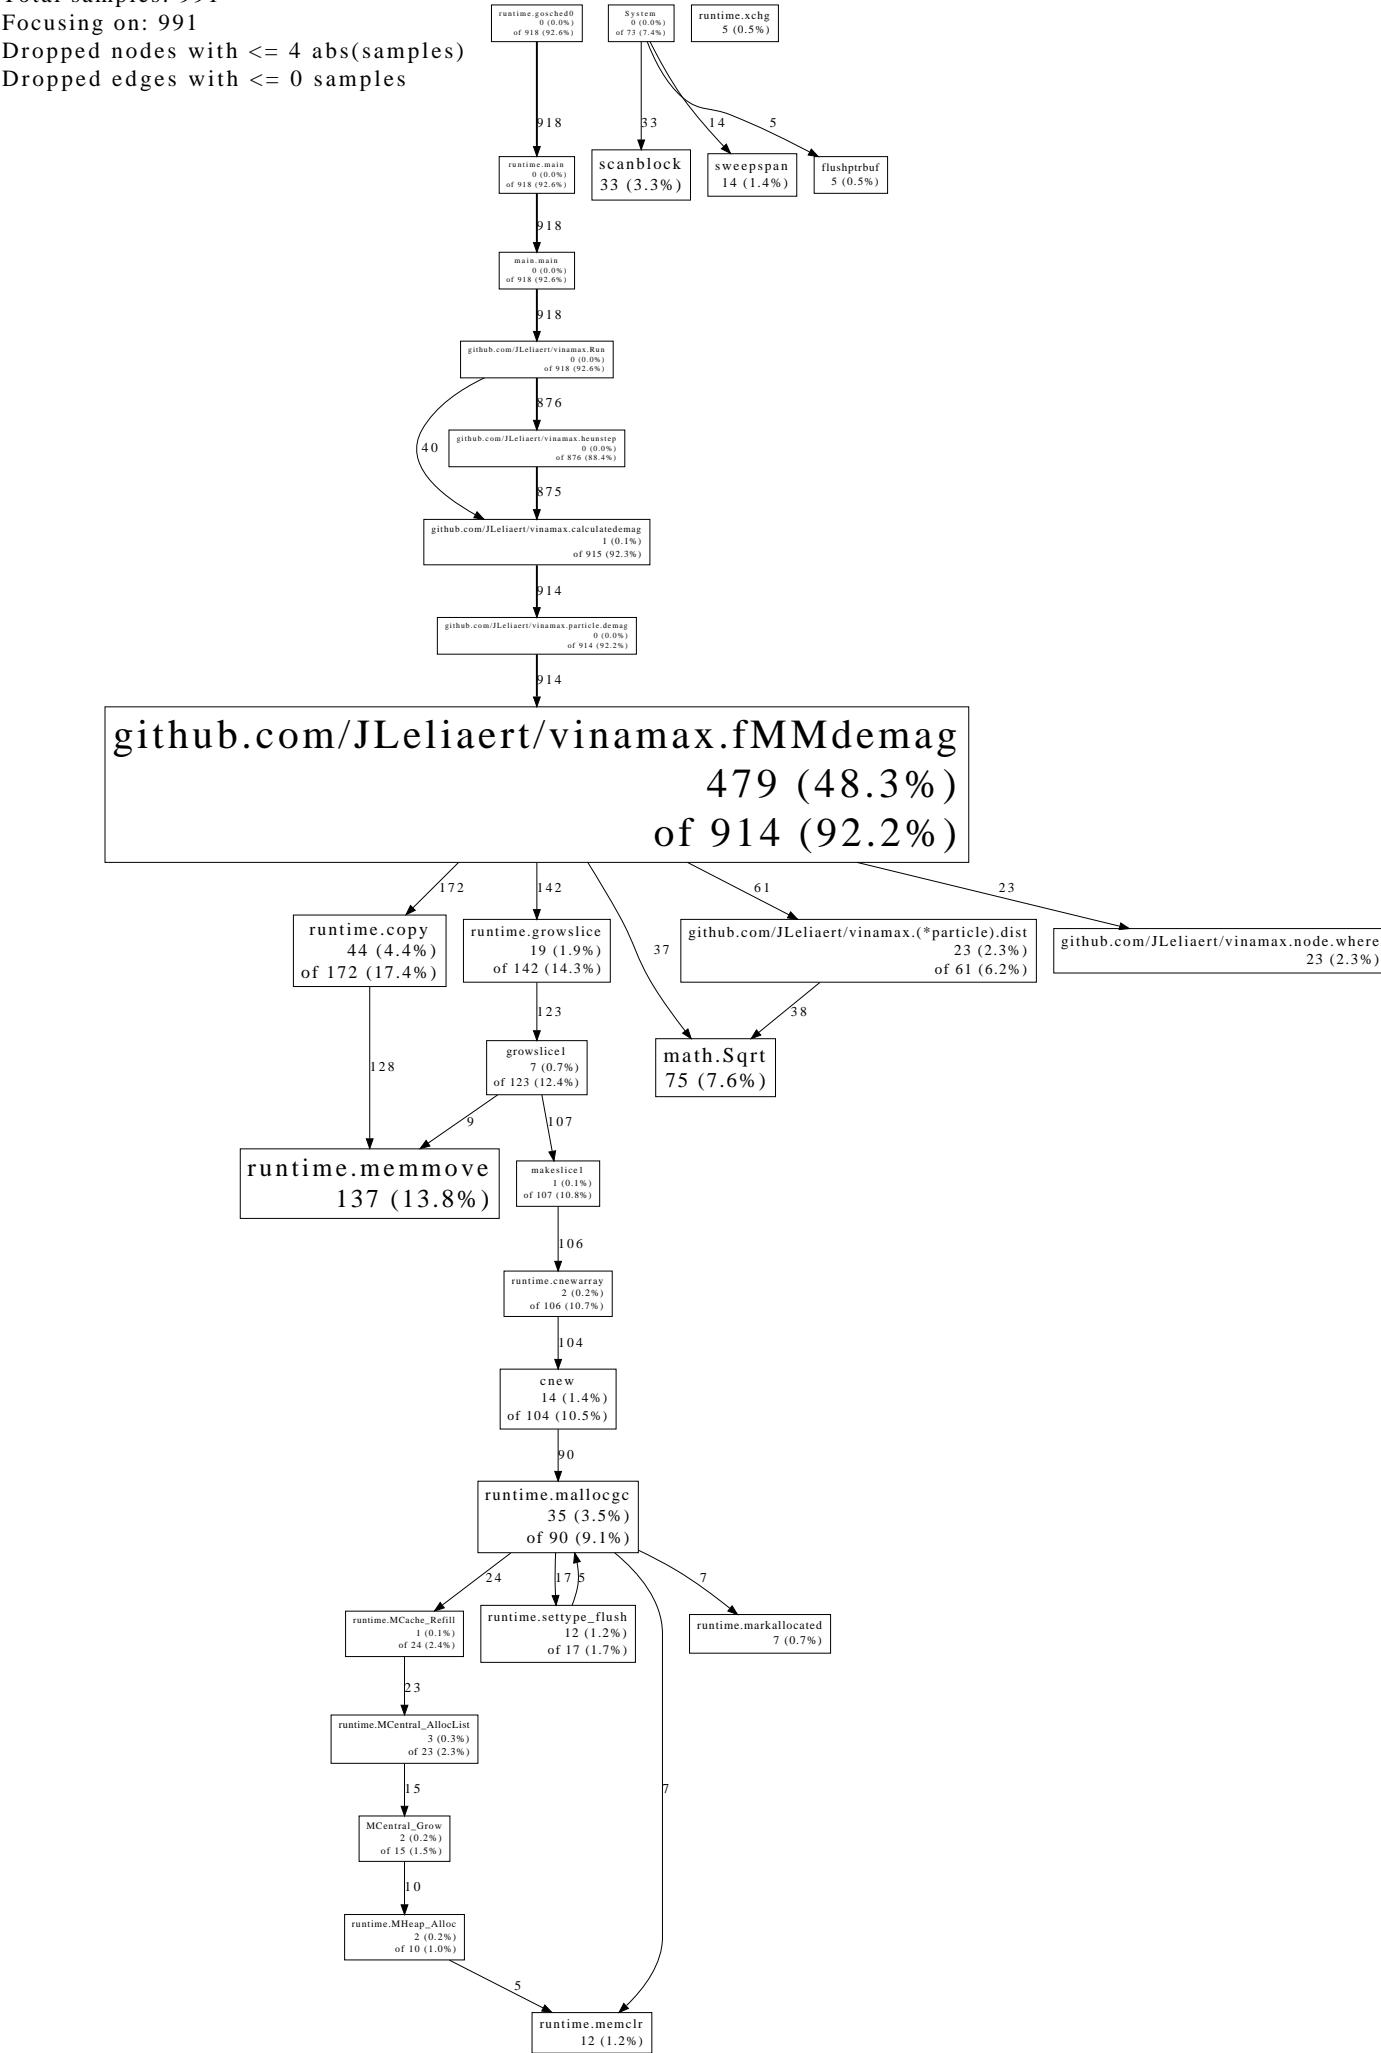 Total samples: 991
Focusing on: 991
Dropped nodes with <= 4 abs(samples)
Dropped edges with <= 0 samples
runtime.gosched0
0 (0.0%)
of 918 (92.6%)
System
0 (0.0%)
of 73 (7.4%)
runtime.xchg
5 (0.5%)
918
33
14
5
runtime.main
0 (0.0%)
of 918 (92.6%)
scanblock
33 (3.3%)
sweepspan
14 (1.4%)
flushptrbuf
5 (0.5%)
918
main.main
0 (0.0%)
of 918 (92.6%)
918
github.com/JLeliaert/vinamax.Run
0 (0.0%)
of 918 (92.6%)
876
40
github.com/JLeliaert/vinamax.heunstep
0 (0.0%)
of 876 (88.4%)
875
github.com/JLeliaert/vinamax.calculatedemag
1 (0.1%)
of 915 (92.3%)
914
github.com/JLeliaert/vinamax.particle.demag
0 (0.0%)
of 914 (92.2%)
914
github.com/JLeliaert/vinamax.fMMdemag
479 (48.3%)
of 914 (92.2%)
172
142
37
61
23
runtime.copy
44 (4.4%)
of 172 (17.4%)
runtime.growslice
19 (1.9%)
of 142 (14.3%)
github.com/JLeliaert/vinamax.(*particle).dist
23 (2.3%)
of 61 (6.2%)
github.com/JLeliaert/vinamax.node.where
23 (2.3%)
128
123
38
growslice1
7 (0.7%)
of 123 (12.4%)
math.Sqrt
75 (7.6%)
9
107
runtime.memmove
137 (13.8%)
makeslice1
1 (0.1%)
of 107 (10.8%)
106
runtime.cnewarray
2 (0.2%)
of 106 (10.7%)
104
cnew
14 (1.4%)
of 104 (10.5%)
90
runtime.mallocgc
35 (3.5%)
of 90 (9.1%)
24
17
5
7
7
runtime.MCache_Refill
1 (0.1%)
of 24 (2.4%)
runtime.settype_flush
12 (1.2%)
of 17 (1.7%)
runtime.markallocated
7 (0.7%)
23
runtime.MCentral_AllocList
3 (0.3%)
of 23 (2.3%)
15
MCentral_Grow
2 (0.2%)
of 15 (1.5%)
10
runtime.MHeap_Alloc
2 (0.2%)
of 10 (1.0%)
5
runtime.memclr
12 (1.2%)